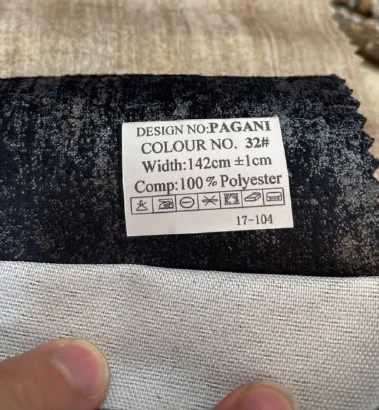 DESIGN NO:PAGANI
COLOUR NO. 32#
Width:142cm ±1cm
Comp:100% Polyester
17-104